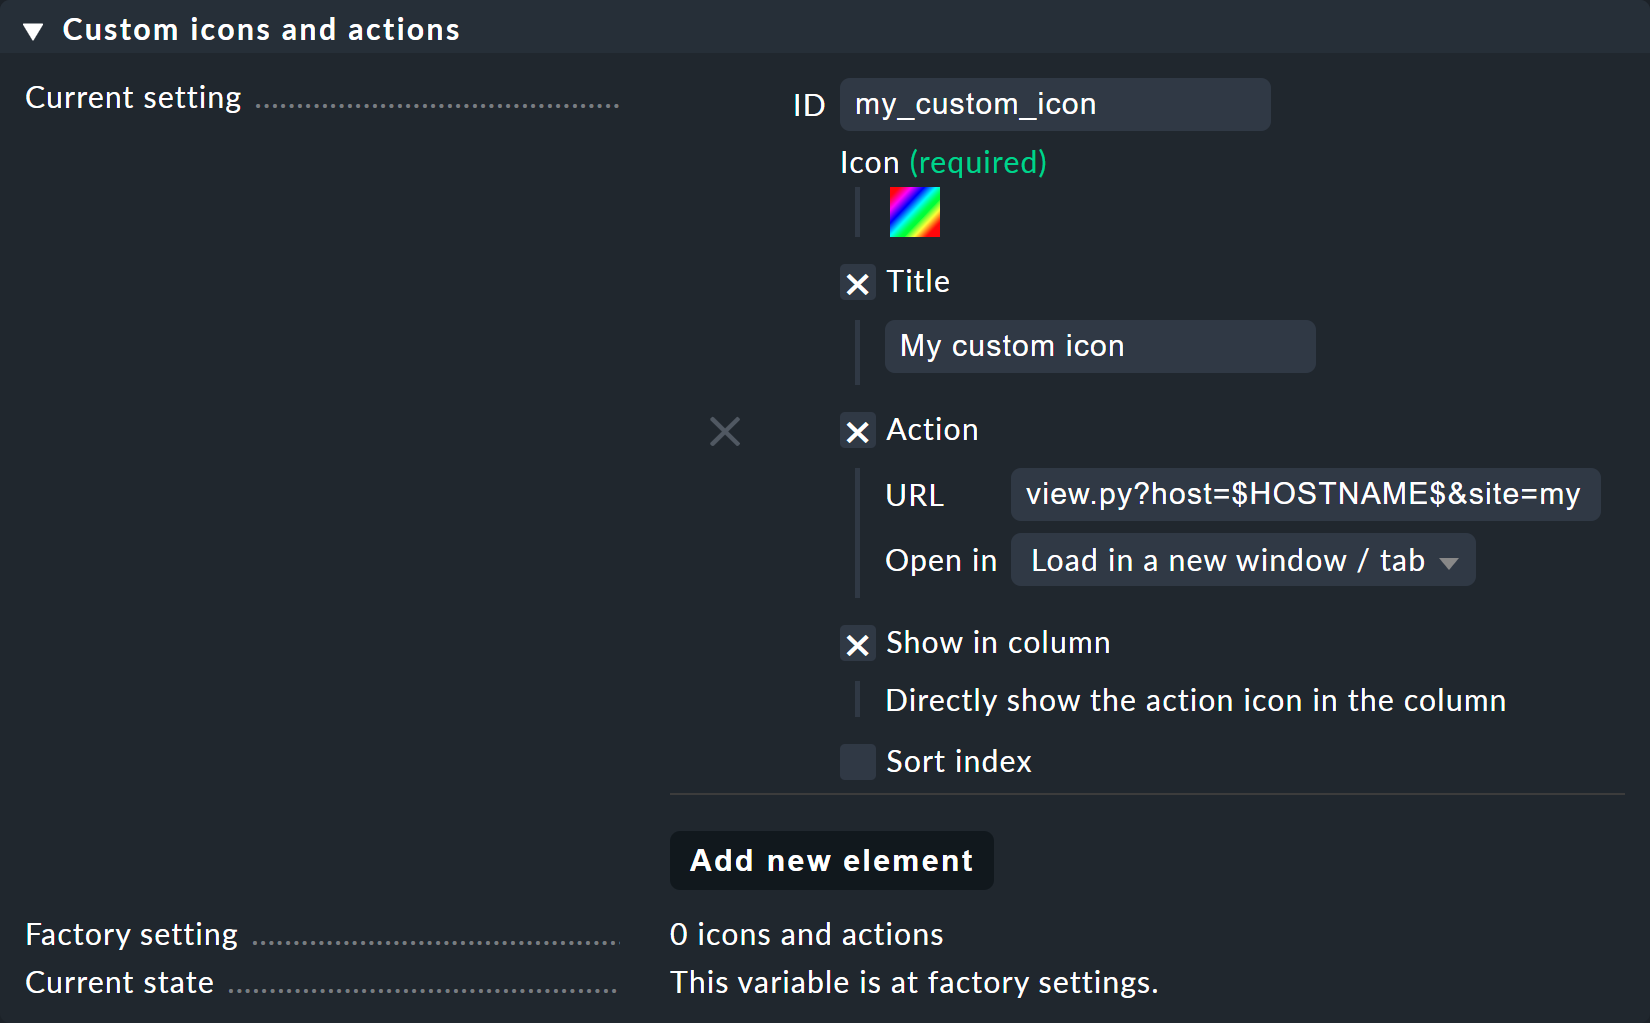 Custom icons and actions
Current setting
ID my_custom_icon
Icon (required)
Title
My custom icon
Action
URL view.py?host=$HOSTNAME$&site=my
Open in Load in a new window / tab
Show in column
Directly show the action icon in the column
Sort index
Add new element
Factory setting 0 icons and actions
Current state This variable is at factory settings.